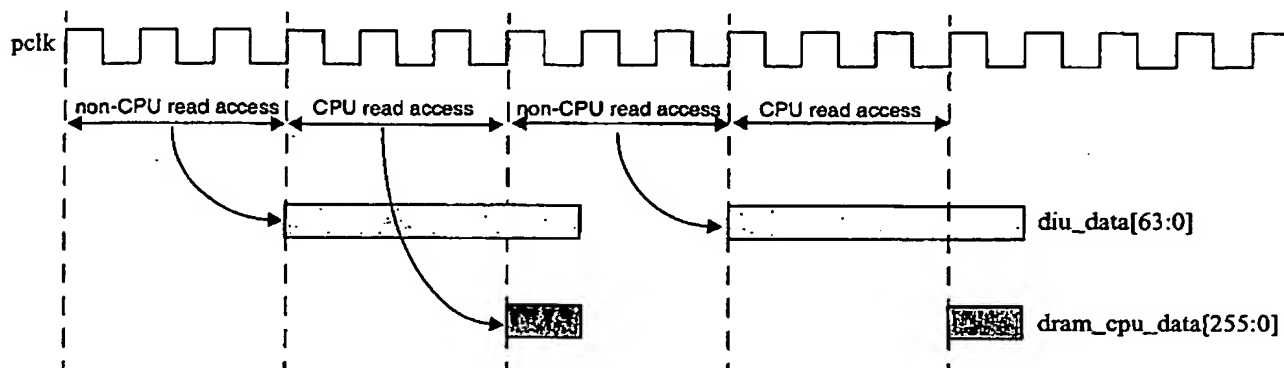 pclk
non-CPU read access CPU read access non-CPU read access CPU read access
diu_data[63:0]
dram_cpu_data[255:0]